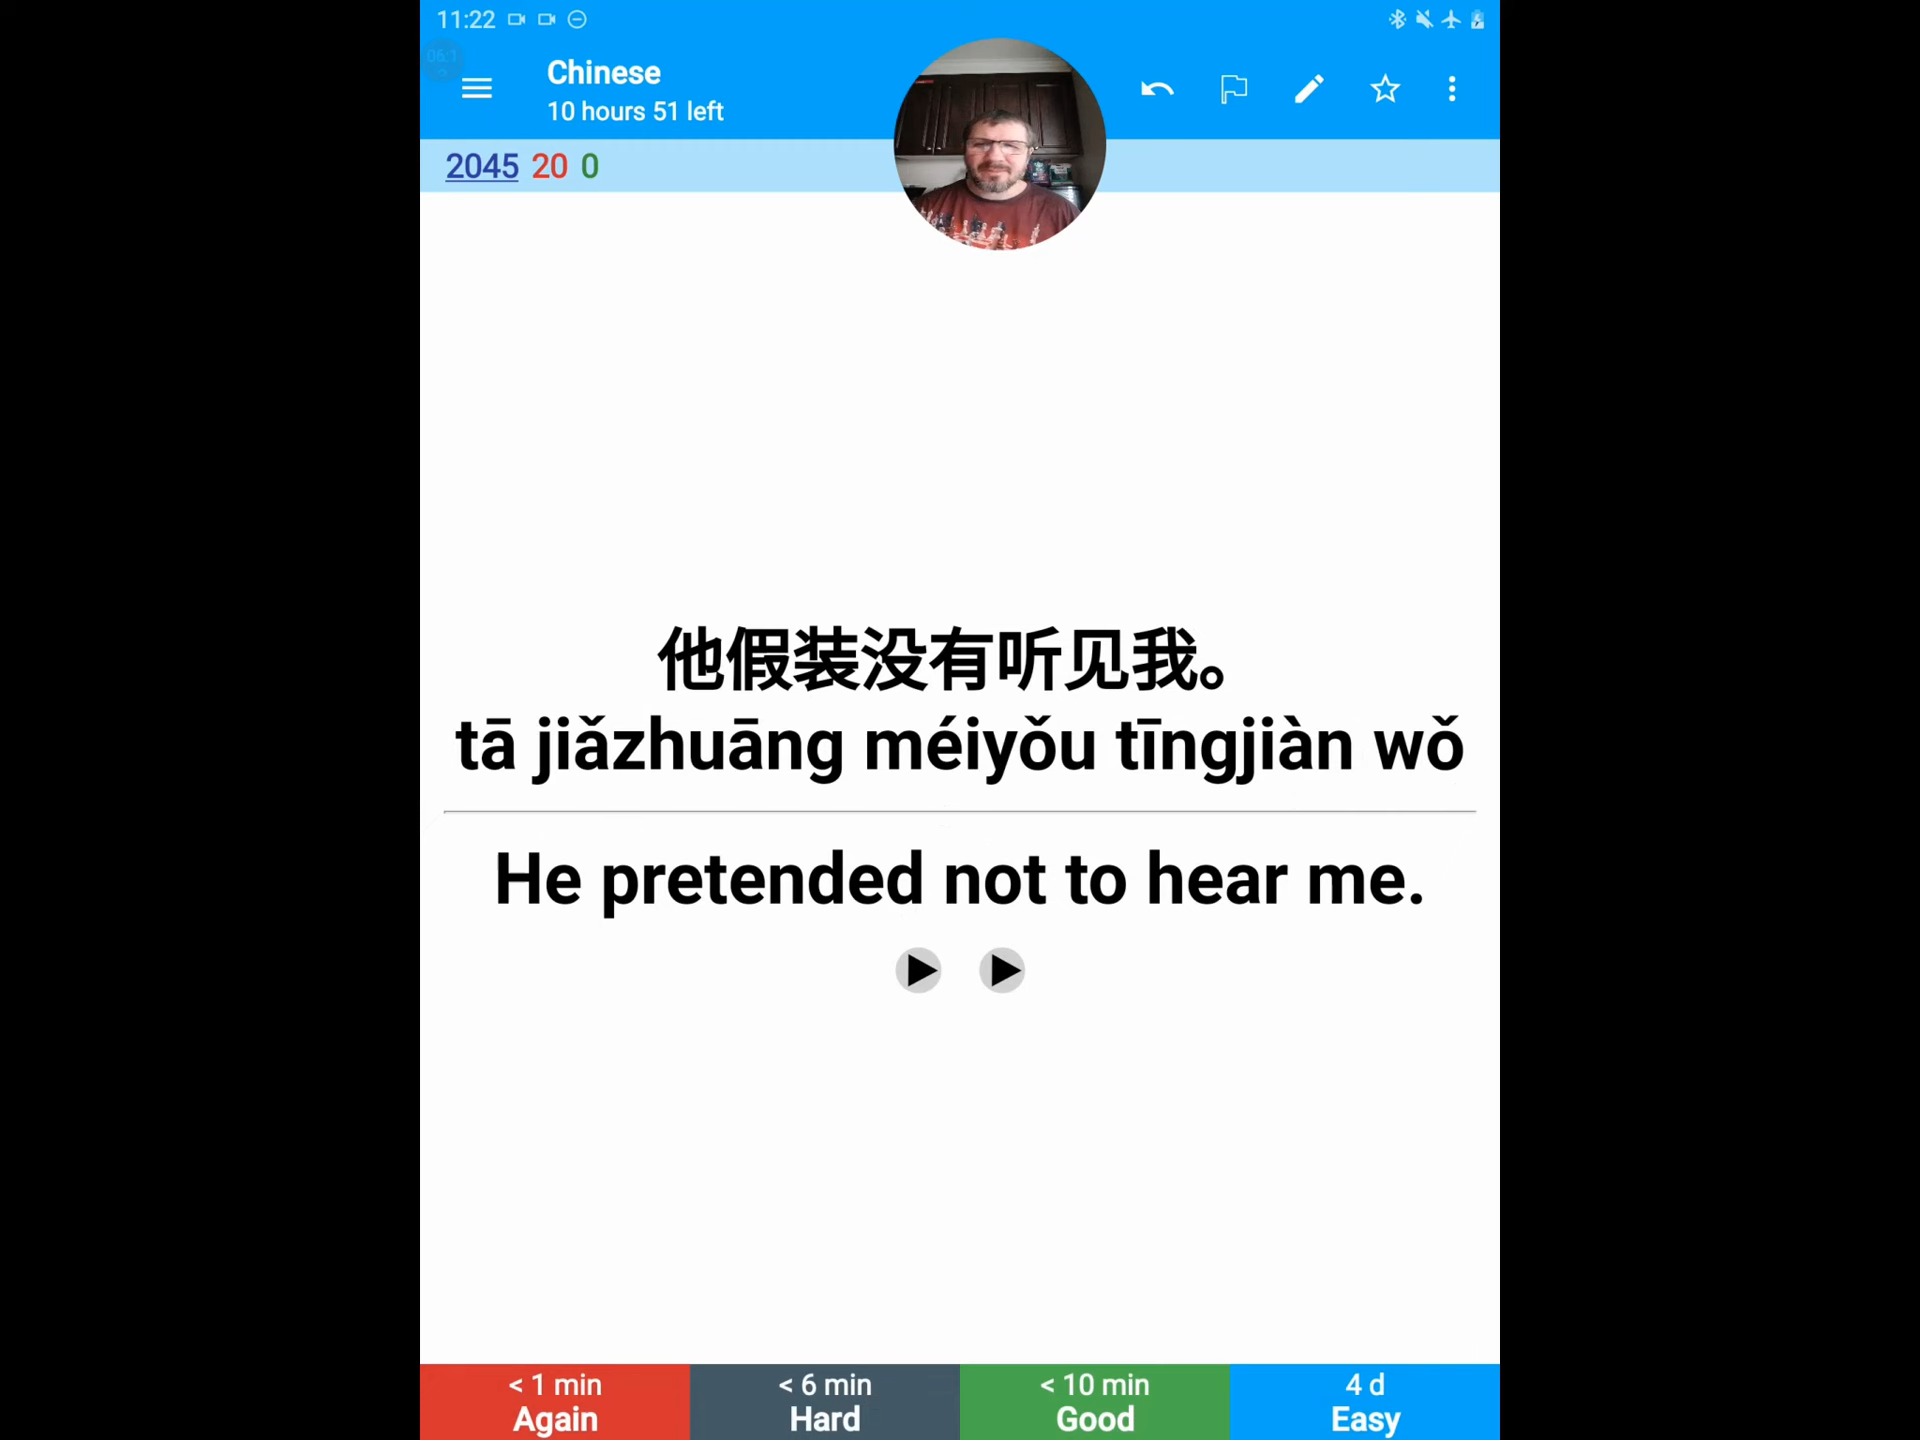 11:22
Chinese
10 hours 51 left
2045 20 0
他假装没有听见我。
tā jiǎzhuāng méiyǒu tīngjiàn wǒ
He pretended not to hear me.
< 1 min < 6 min < 10 min 4 d
Again Hard Good Easy